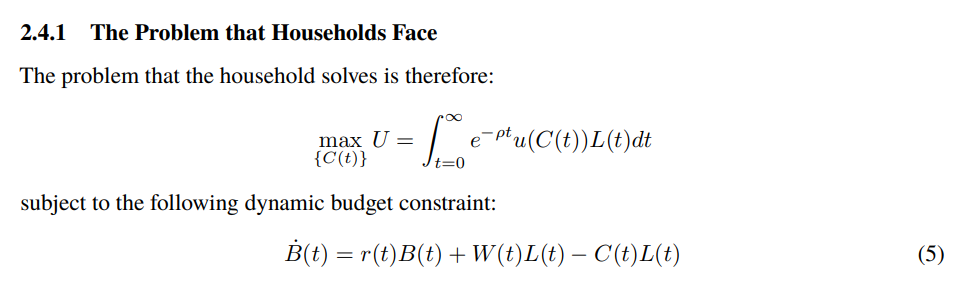 2.4.1 The Problem that Households Face
The problem that the household solves is therefore:
max_{C(t)} U = ∫_{t=0}^{∞} e^{−ρt} u(C(t))L(t)dt
subject to the following dynamic budget constraint:
Ḃ(t) = r(t)B(t) + W(t)L(t) − C(t)L(t) (5)